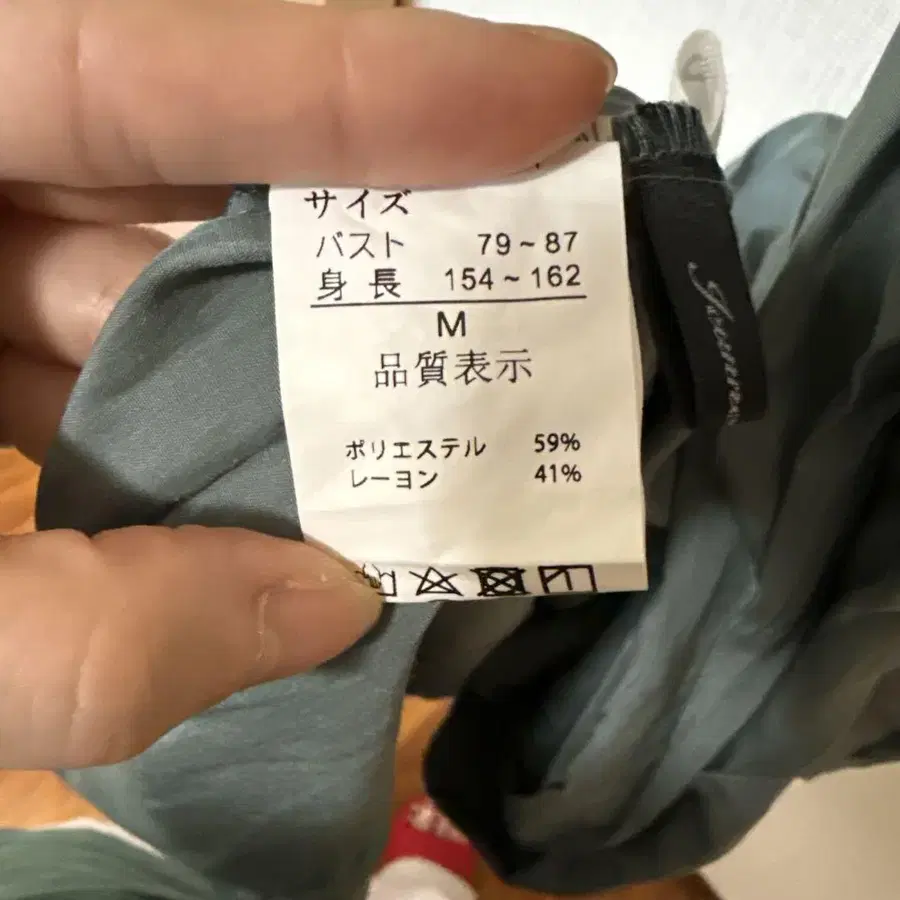 サイズ
バスト 79~87
身長 154~162
M
品質表示
ポリエステル 59%
レーヨン 41%